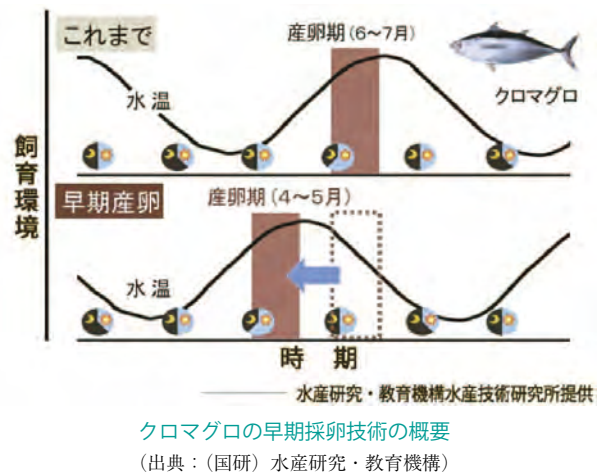 これまで
産卵期(6～7月)
クロマグロ
水温
飼育環境
早期産卵
産卵期(4～5月)
水温
時期
水産研究・教育機構水産技術研究所提供
クロマグロの早期採卵技術の概要
(出典:(国研)水産研究・教育機構)